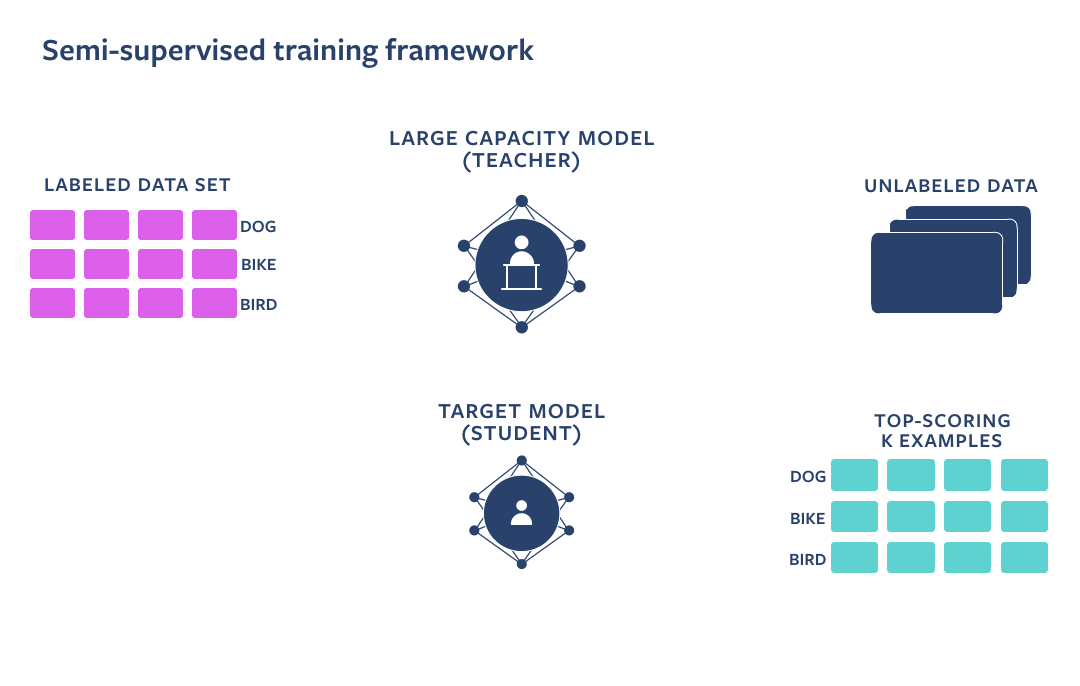 Semi-supervised training framework
LARGE CAPACITY MODEL
(TEACHER)
LABELED DATA SET
DOG
BIKE
BIRD
UNLABELED DATA
TARGET MODEL
(STUDENT)
TOP-SCORING
K EXAMPLES
DOG
BIKE
BIRD